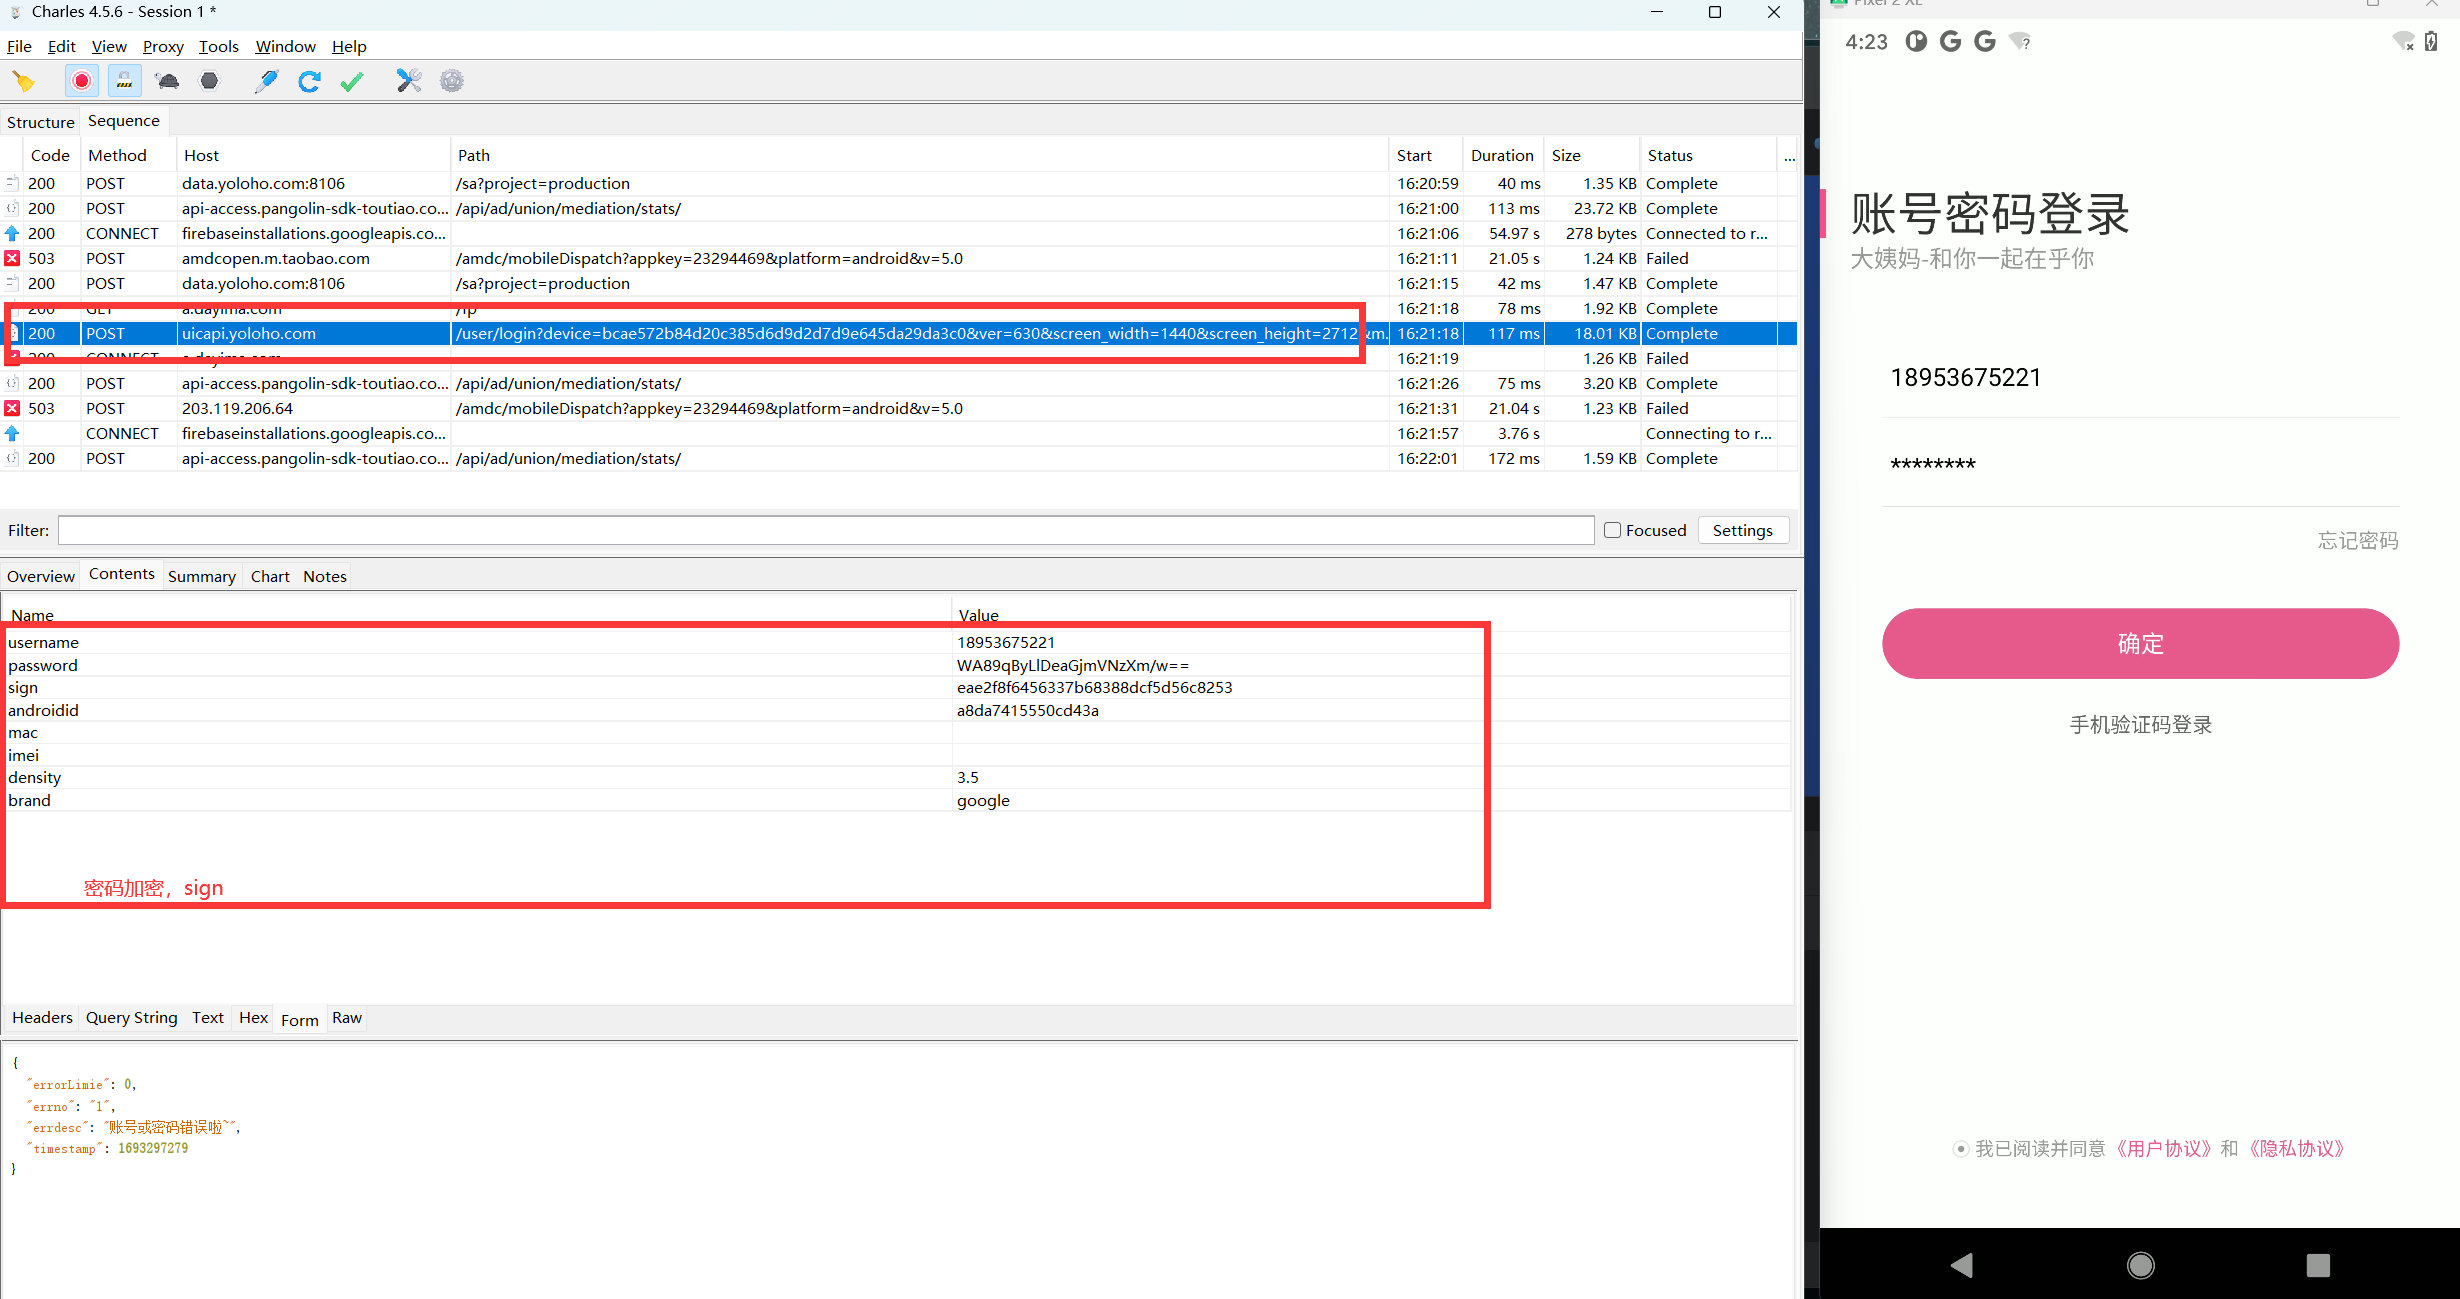 Charles 4.5.6 - Session 1 *
File Edit View Proxy Tools Window Help
Structure Sequence
Code Method Host Path Start Duration Size Status ...
200 POST data.yoloho.com:8106 /sa?project=production 16:20:59 40 ms 1.35 KB Complete
200 POST api-access.pangolin-sdk-toutiao.co... /api/ad/union/mediation/stats/ 16:21:00 113 ms 23.72 KB Complete
200 CONNECT firebaseinstallations.googleapis.co... 16:21:06 54.97 s 278 bytes Connected to r...
503 POST amdcopen.m.taobao.com /amdc/mobileDispatch?appkey=23294469&platform=android&v=5.0 16:21:11 21.05 s 1.24 KB Failed
200 POST data.yoloho.com:8106 /sa?project=production 16:21:15 42 ms 1.47 KB Complete
200 GET a.dayima.com 16:21:18 78 ms 1.92 KB Complete
200 POST uicapi.yoloho.com /user/login?device=bcae572b84d20c385d6d9d2d7d9e645da29da3c0&ver=630&screen_width=1440&screen_height=2712&m... 16:21:18 117 ms 18.01 KB Complete
200 CONNECT 16:21:19 1.26 KB Failed
200 POST api-access.pangolin-sdk-toutiao.co... /api/ad/union/mediation/stats/ 16:21:26 75 ms 3.20 KB Complete
503 POST 203.119.206.64 /amdc/mobileDispatch?appkey=23294469&platform=android&v=5.0 16:21:31 21.04 s 1.23 KB Failed
CONNECT firebaseinstallations.googleapis.co... 16:21:57 3.76 s Connecting to r...
200 POST api-access.pangolin-sdk-toutiao.co... /api/ad/union/mediation/stats/ 16:22:01 172 ms 1.59 KB Complete
Filter: Focused Settings
Overview Contents Summary Chart Notes
Name Value
username 18953675221
password WA89qByLlDeaGjmVNzXm/w==
sign eae2f8f6456337b68388dcf5d56c8253
androidid a8da7415550cd43a
mac
imei
density 3.5
brand google
密码加密，sign
Headers Query String Text Hex Form Raw
{
"errorLimie": 0,
"errno": "1",
"errdesc": "账号或密码错误啦~",
"timestamp": 1693297279
}
Pixel 2 XL
4:23
账号密码登录
大姨妈-和你一起在乎你
18953675221
********
忘记密码
确定
手机验证码登录
我已阅读并同意《用户协议》和《隐私协议》